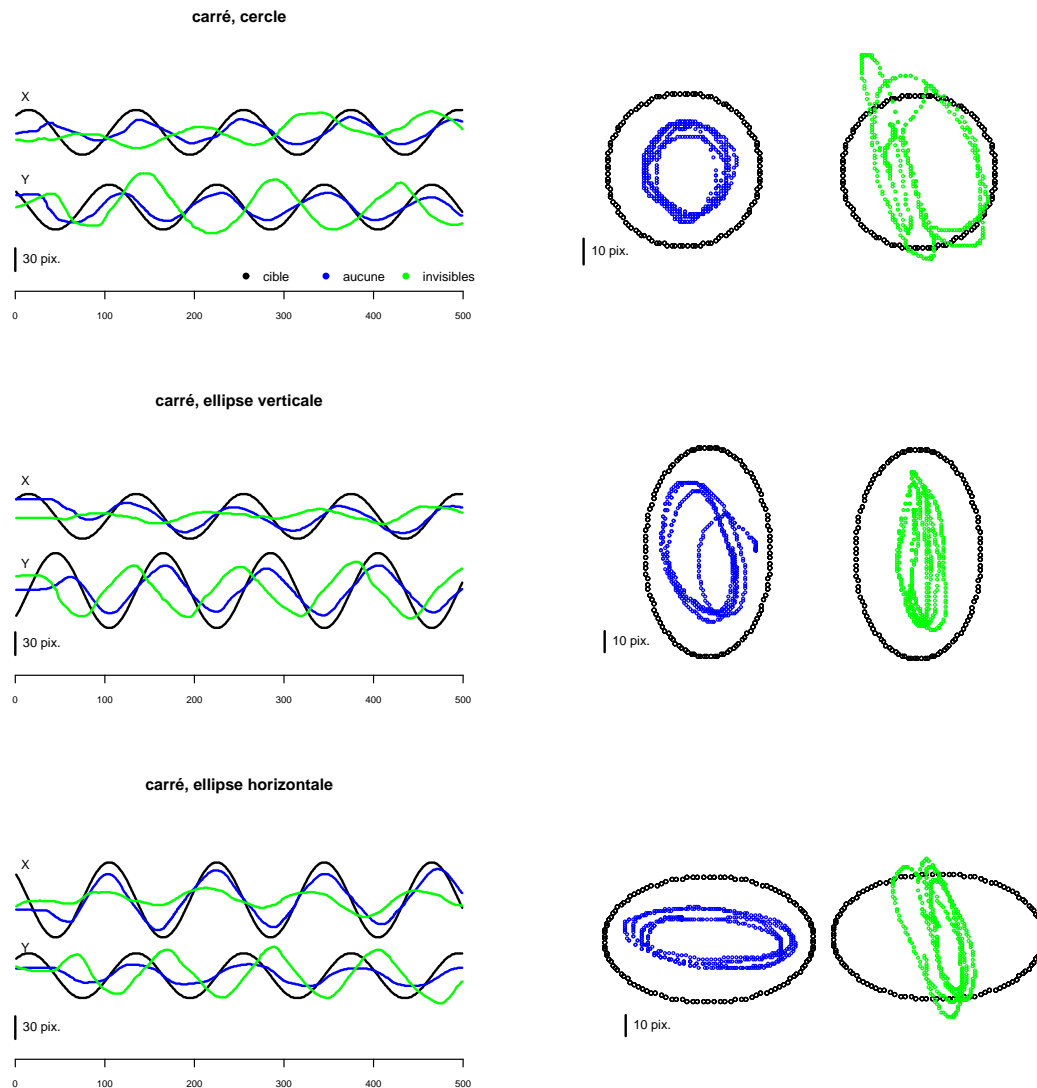 carré, cercle
X
Y
30 pix.
cible aucune invisibles
0 100 200 300 400 500
10 pix.
carré, ellipse verticale
X
Y
30 pix.
0 100 200 300 400 500
10 pix.
carré, ellipse horizontale
X
Y
30 pix.
0 100 200 300 400 500
10 pix.